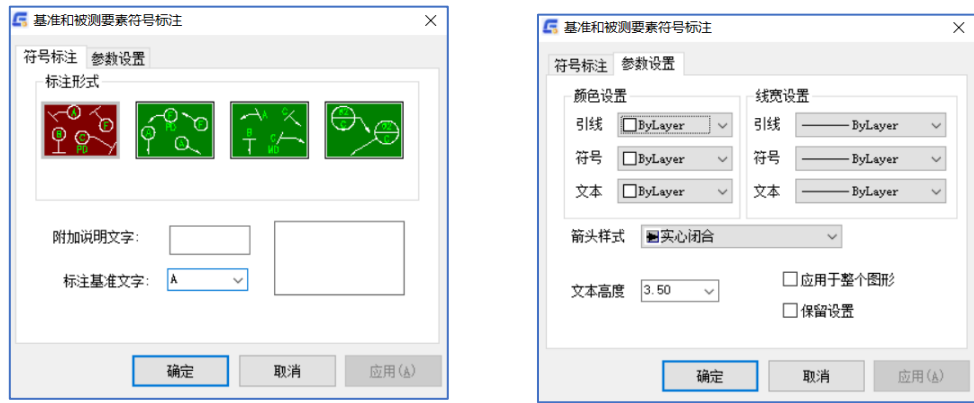 基准和被测要素符号标注
符号标注 参数设置
标注形式
附加说明文字:
标注基准文字: A
确定 取消 应用(A)
基准和被测要素符号标注
符号标注 参数设置
颜色设置 线宽设置
引线 ByLayer 引线 ByLayer
符号 ByLayer 符号 ByLayer
文本 ByLayer 文本 ByLayer
箭头样式 实心闭合
文本高度 3.50 应用于整个图形
保留设置
确定 取消 应用(A)